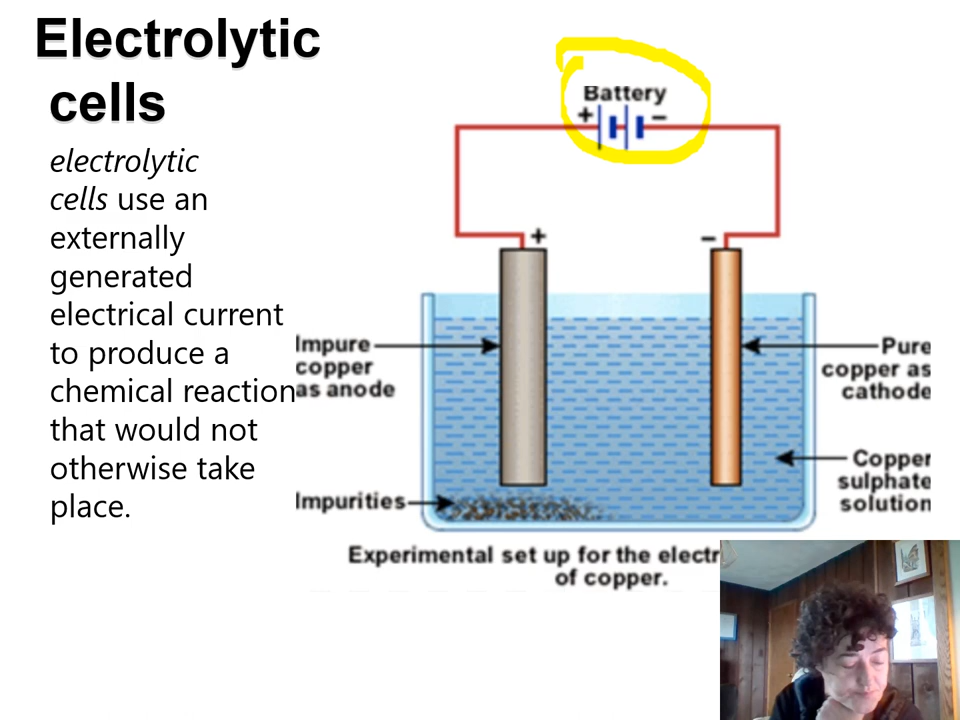 Electrolytic
cells
electrolytic
cells use an
externally
generated
electrical current
to produce a
chemical reaction
that would not
otherwise take
place.
Battery
+ −
+ −
Impure
copper
as anode
Pure
copper as
cathode
Copper
sulphate
solution
Impurities
Experimental set up for the electr
of copper.